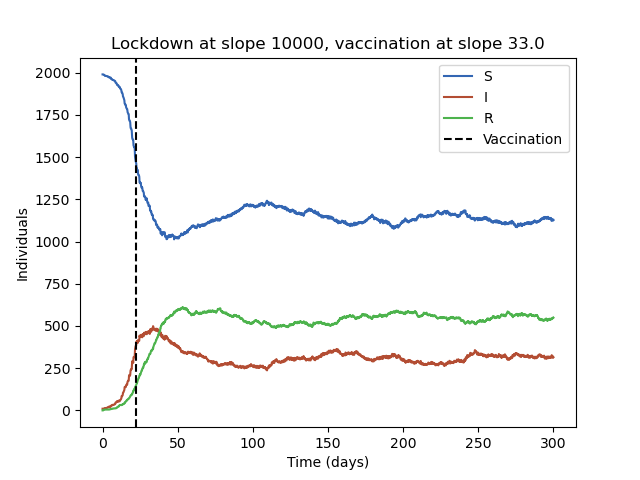 Lockdown at slope 10000, vaccination at slope 33.0
S
I
R
Vaccination
2000
1750
1500
1250
1000
750
500
250
0
Individuals
0 50 100 150 200 250 300
Time (days)